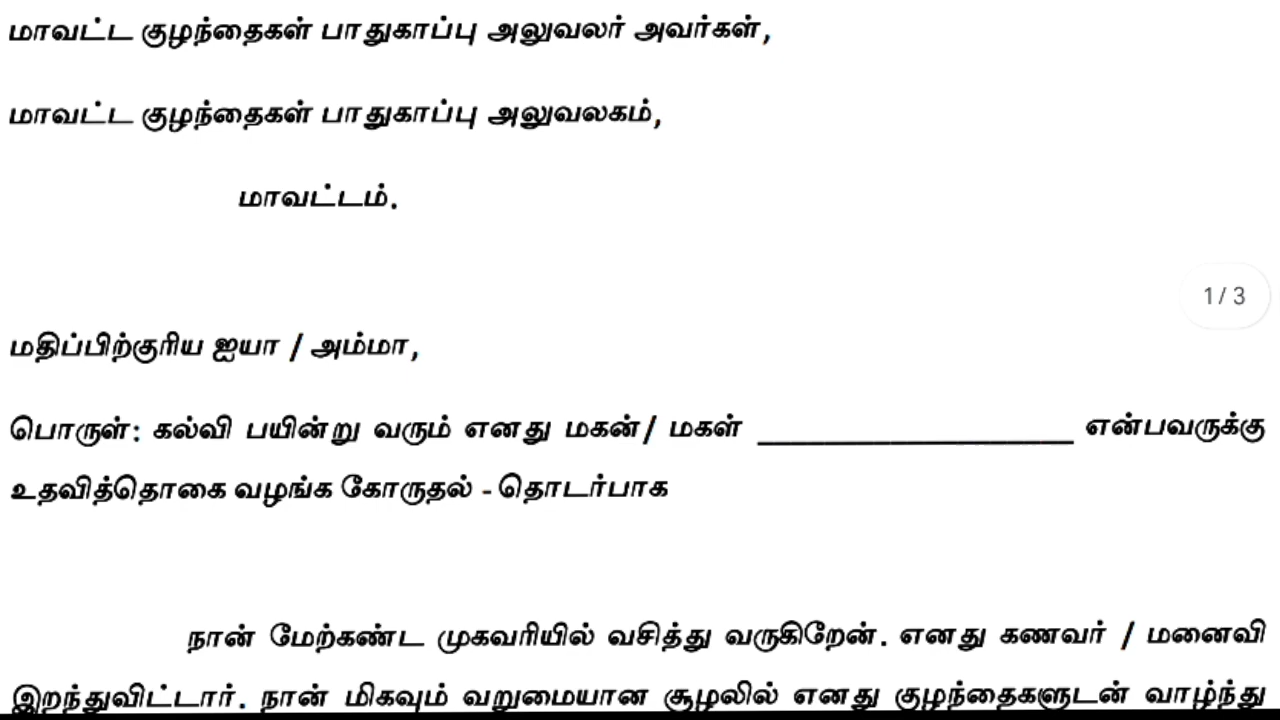 மாவட்ட குழந்தைகள் பாதுகாப்பு அலுவலர் அவர்கள்,
மாவட்ட குழந்தைகள் பாதுகாப்பு அலுவலகம்,
மாவட்டம்.
1 / 3
மதிப்பிற்குரிய ஐயா / அம்மா,
பொருள்: கல்வி பயின்று வரும் எனது மகன்/ மகள் ____________________ என்பவருக்கு
உதவித்தொகை வழங்க கோருதல் - தொடர்பாக
நான் மேற்கண்ட முகவரியில் வசித்து வருகிறேன். எனது கணவர் / மனைவி
இறந்துவிட்டார். நான் மிகவும் வறுமையான சூழலில் எனது குழந்தைகளுடன் வாழ்ந்து